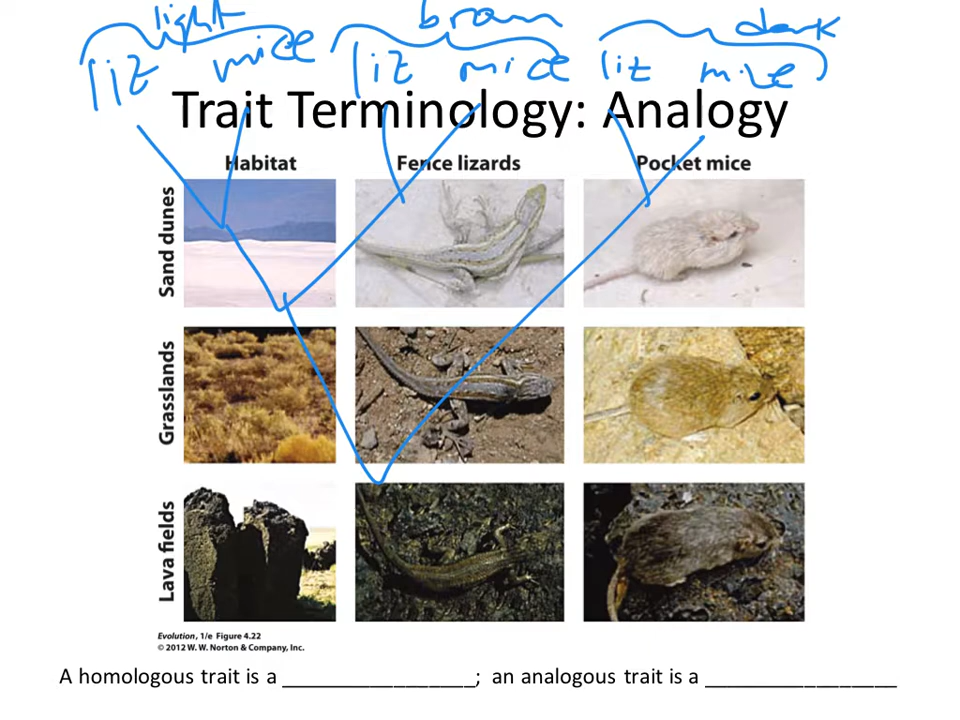 light brown dark
liz mice liz mice liz mice
Trait Terminology: Analogy
Habitat Fence lizards Pocket mice
Sand dunes
Grasslands
Lava fields
Evolution, 1/e Figure 4.22
© 2012 W. W. Norton & Company, Inc.
A homologous trait is a _________________; an analogous trait is a _________________